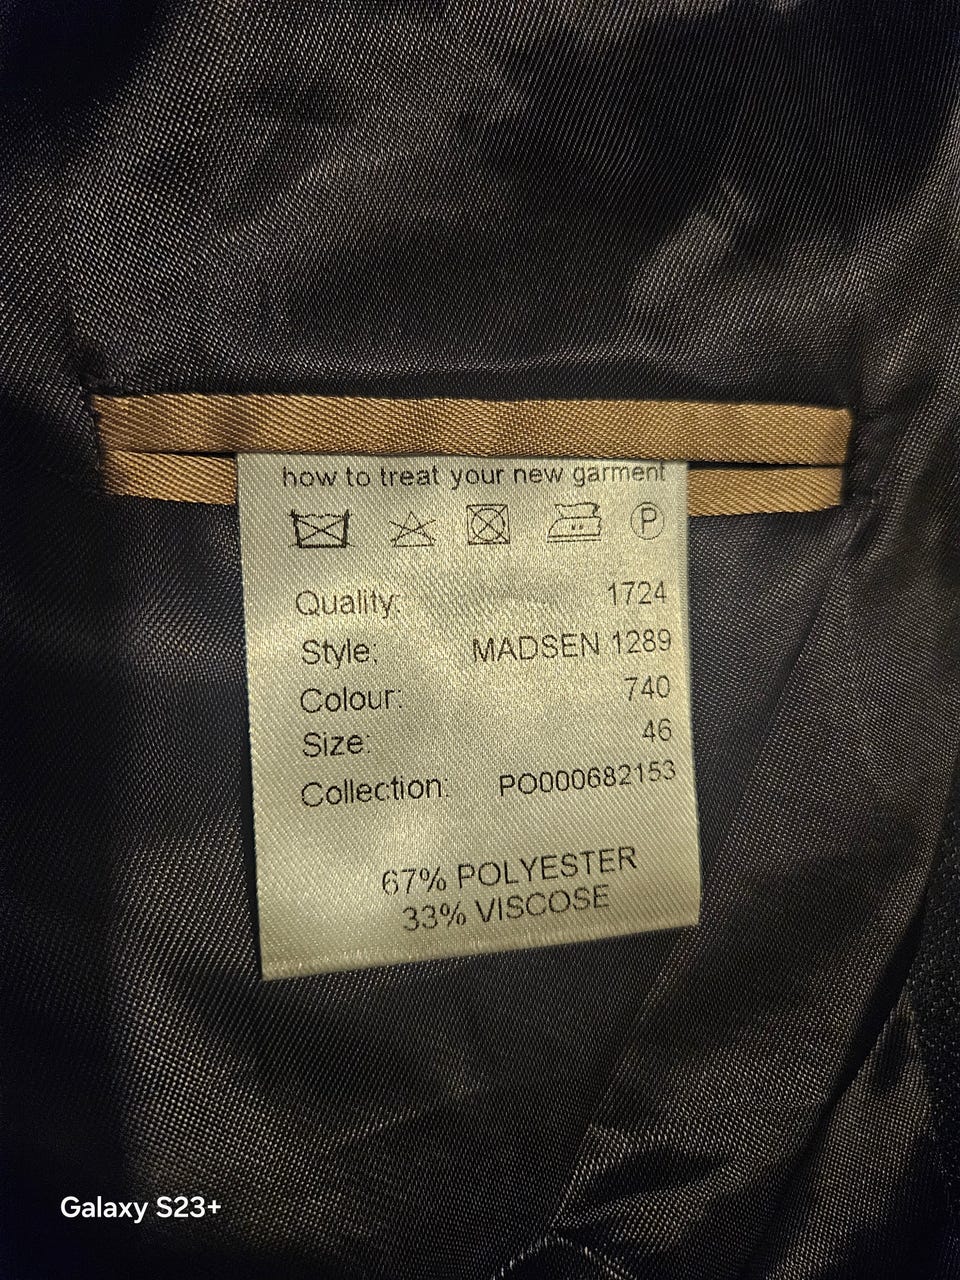 how to treat your new garment
P
Quality: 1724
Style: MADSEN 1289
Colour: 740
Size: 46
Collection: PO000682153
67% POLYESTER
33% VISCOSE
Galaxy S23+